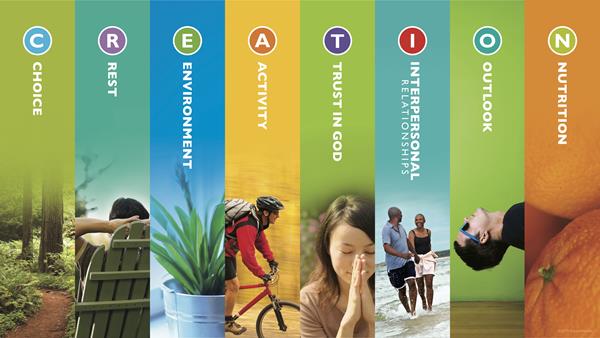 C
CHOICE
R
REST
E
ENVIRONMENT
A
ACTIVITY
T
TRUST IN GOD
I
INTERPERSONAL
RELATIONSHIPS
O
OUTLOOK
N
NUTRITION